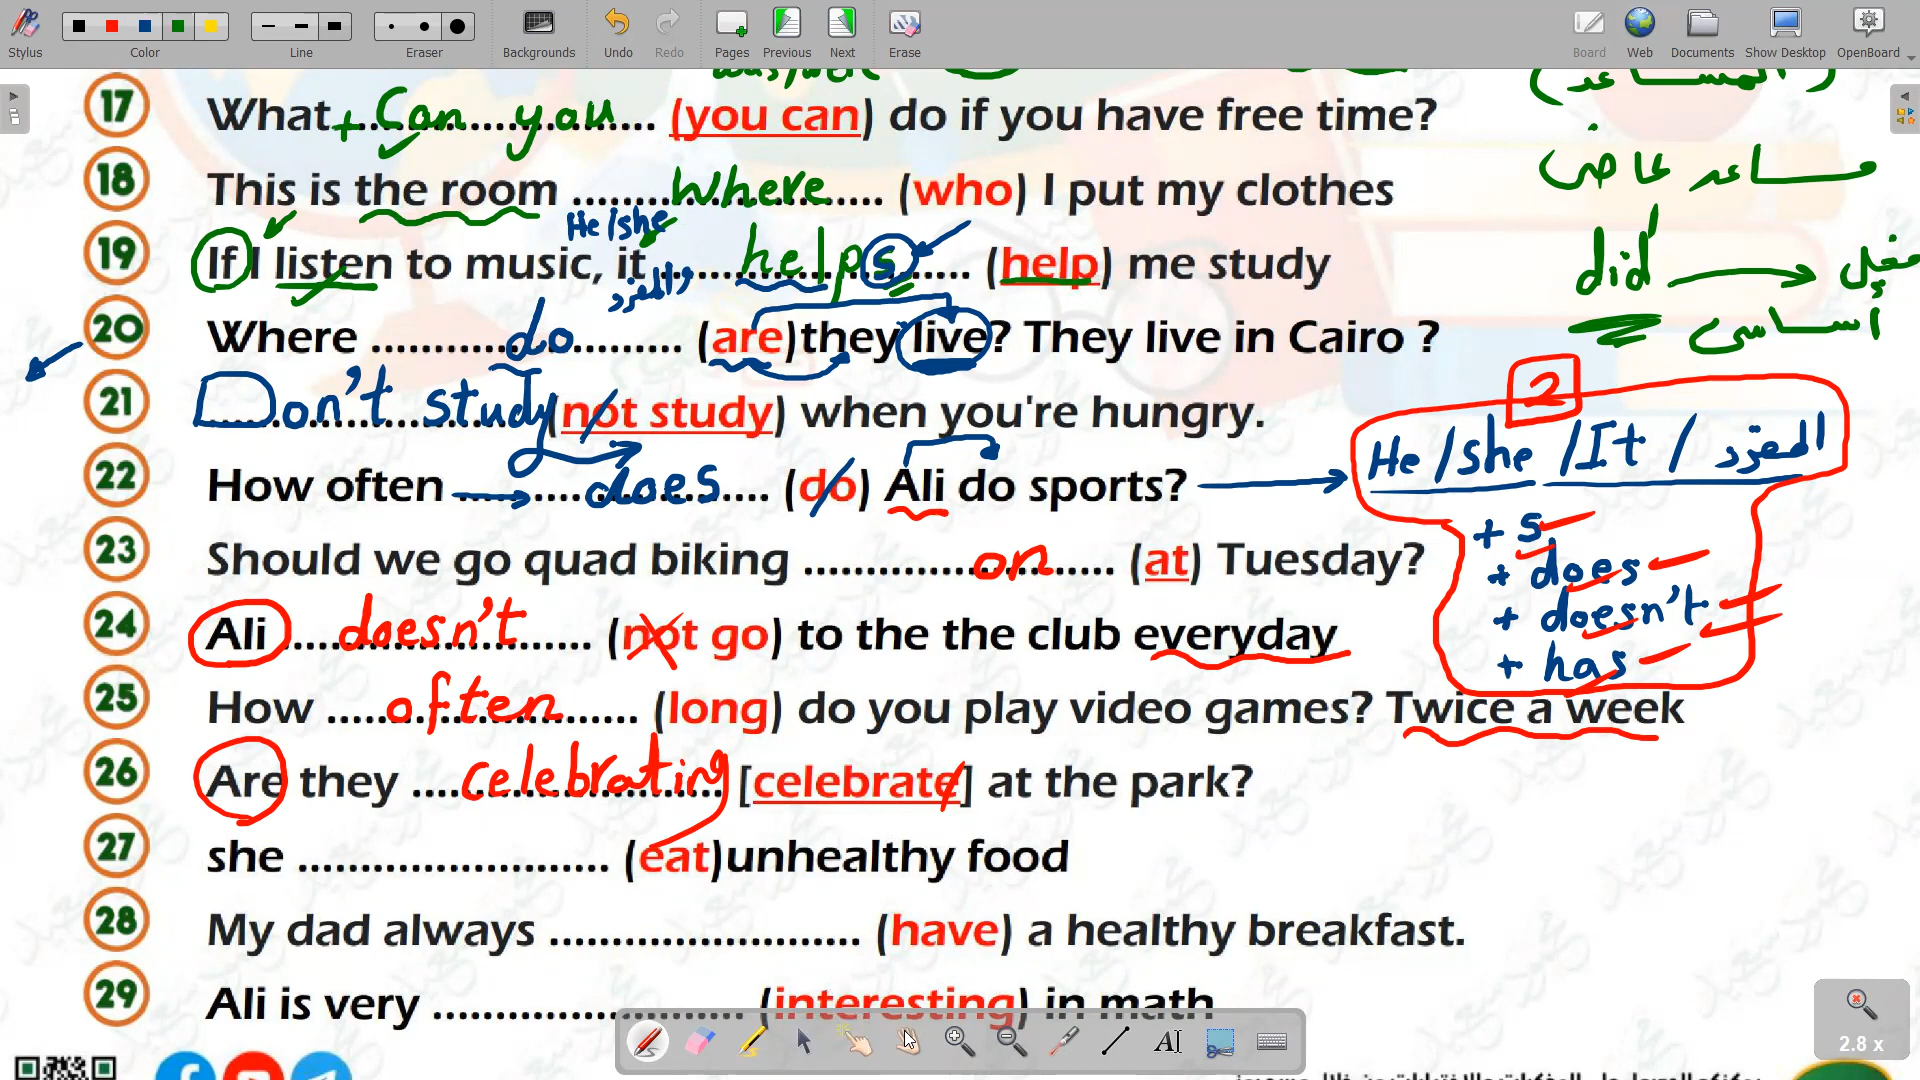 Stylus Color Line Eraser Backgrounds Undo Redo Pages Previous Next Erase Board Web Documents Show Desktop OpenBoard
(المساعد)
17 What + can you ........ (you can) do if you have free time?
مساعد ماضى
18 This is the room ........ where ........ (who) I put my clothes
He/she
19 If I listen to music, it ........ helps ........ (help) me study
did → فعل
المفرد
20 Where ........ do ........ (are) they live? They live in Cairo ?
أساسى
21 Don't study (not study) when you're hungry.
2
He / she / It / المفرد
22 How often ........ does ........ (do) Ali do sports?
+ s
23 Should we go quad biking ........ on ........ (at) Tuesday?
+ does
+ doesn't
24 Ali ........ doesn't ........ (not go) to the the club everyday
+ has
25 How ........ often ........ (long) do you play video games? Twice a week
26 Are they ........ celebrating [celebrate] at the park?
27 she ........................ (eat)unhealthy food
28 My dad always ........................ (have) a healthy breakfast.
29 Ali is very ........................ (interesting) in math
2.8 x